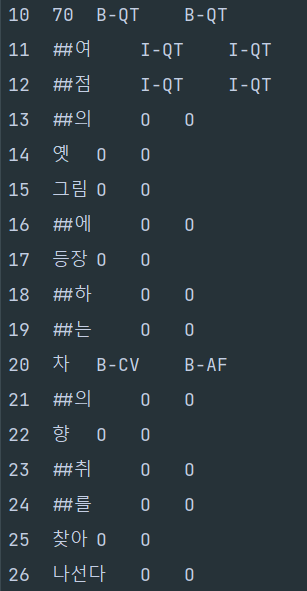 10 70 B-QT B-QT
11 ##여 I-QT I-QT
12 ##점 I-QT I-QT
13 ##의 O O
14 옛 O O
15 그림 O O
16 ##에 O O
17 등장 O O
18 ##하 O O
19 ##는 O O
20 차 B-CV B-AF
21 ##의 O O
22 향 O O
23 ##취 O O
24 ##를 O O
25 찾아 O O
26 나선다 O O